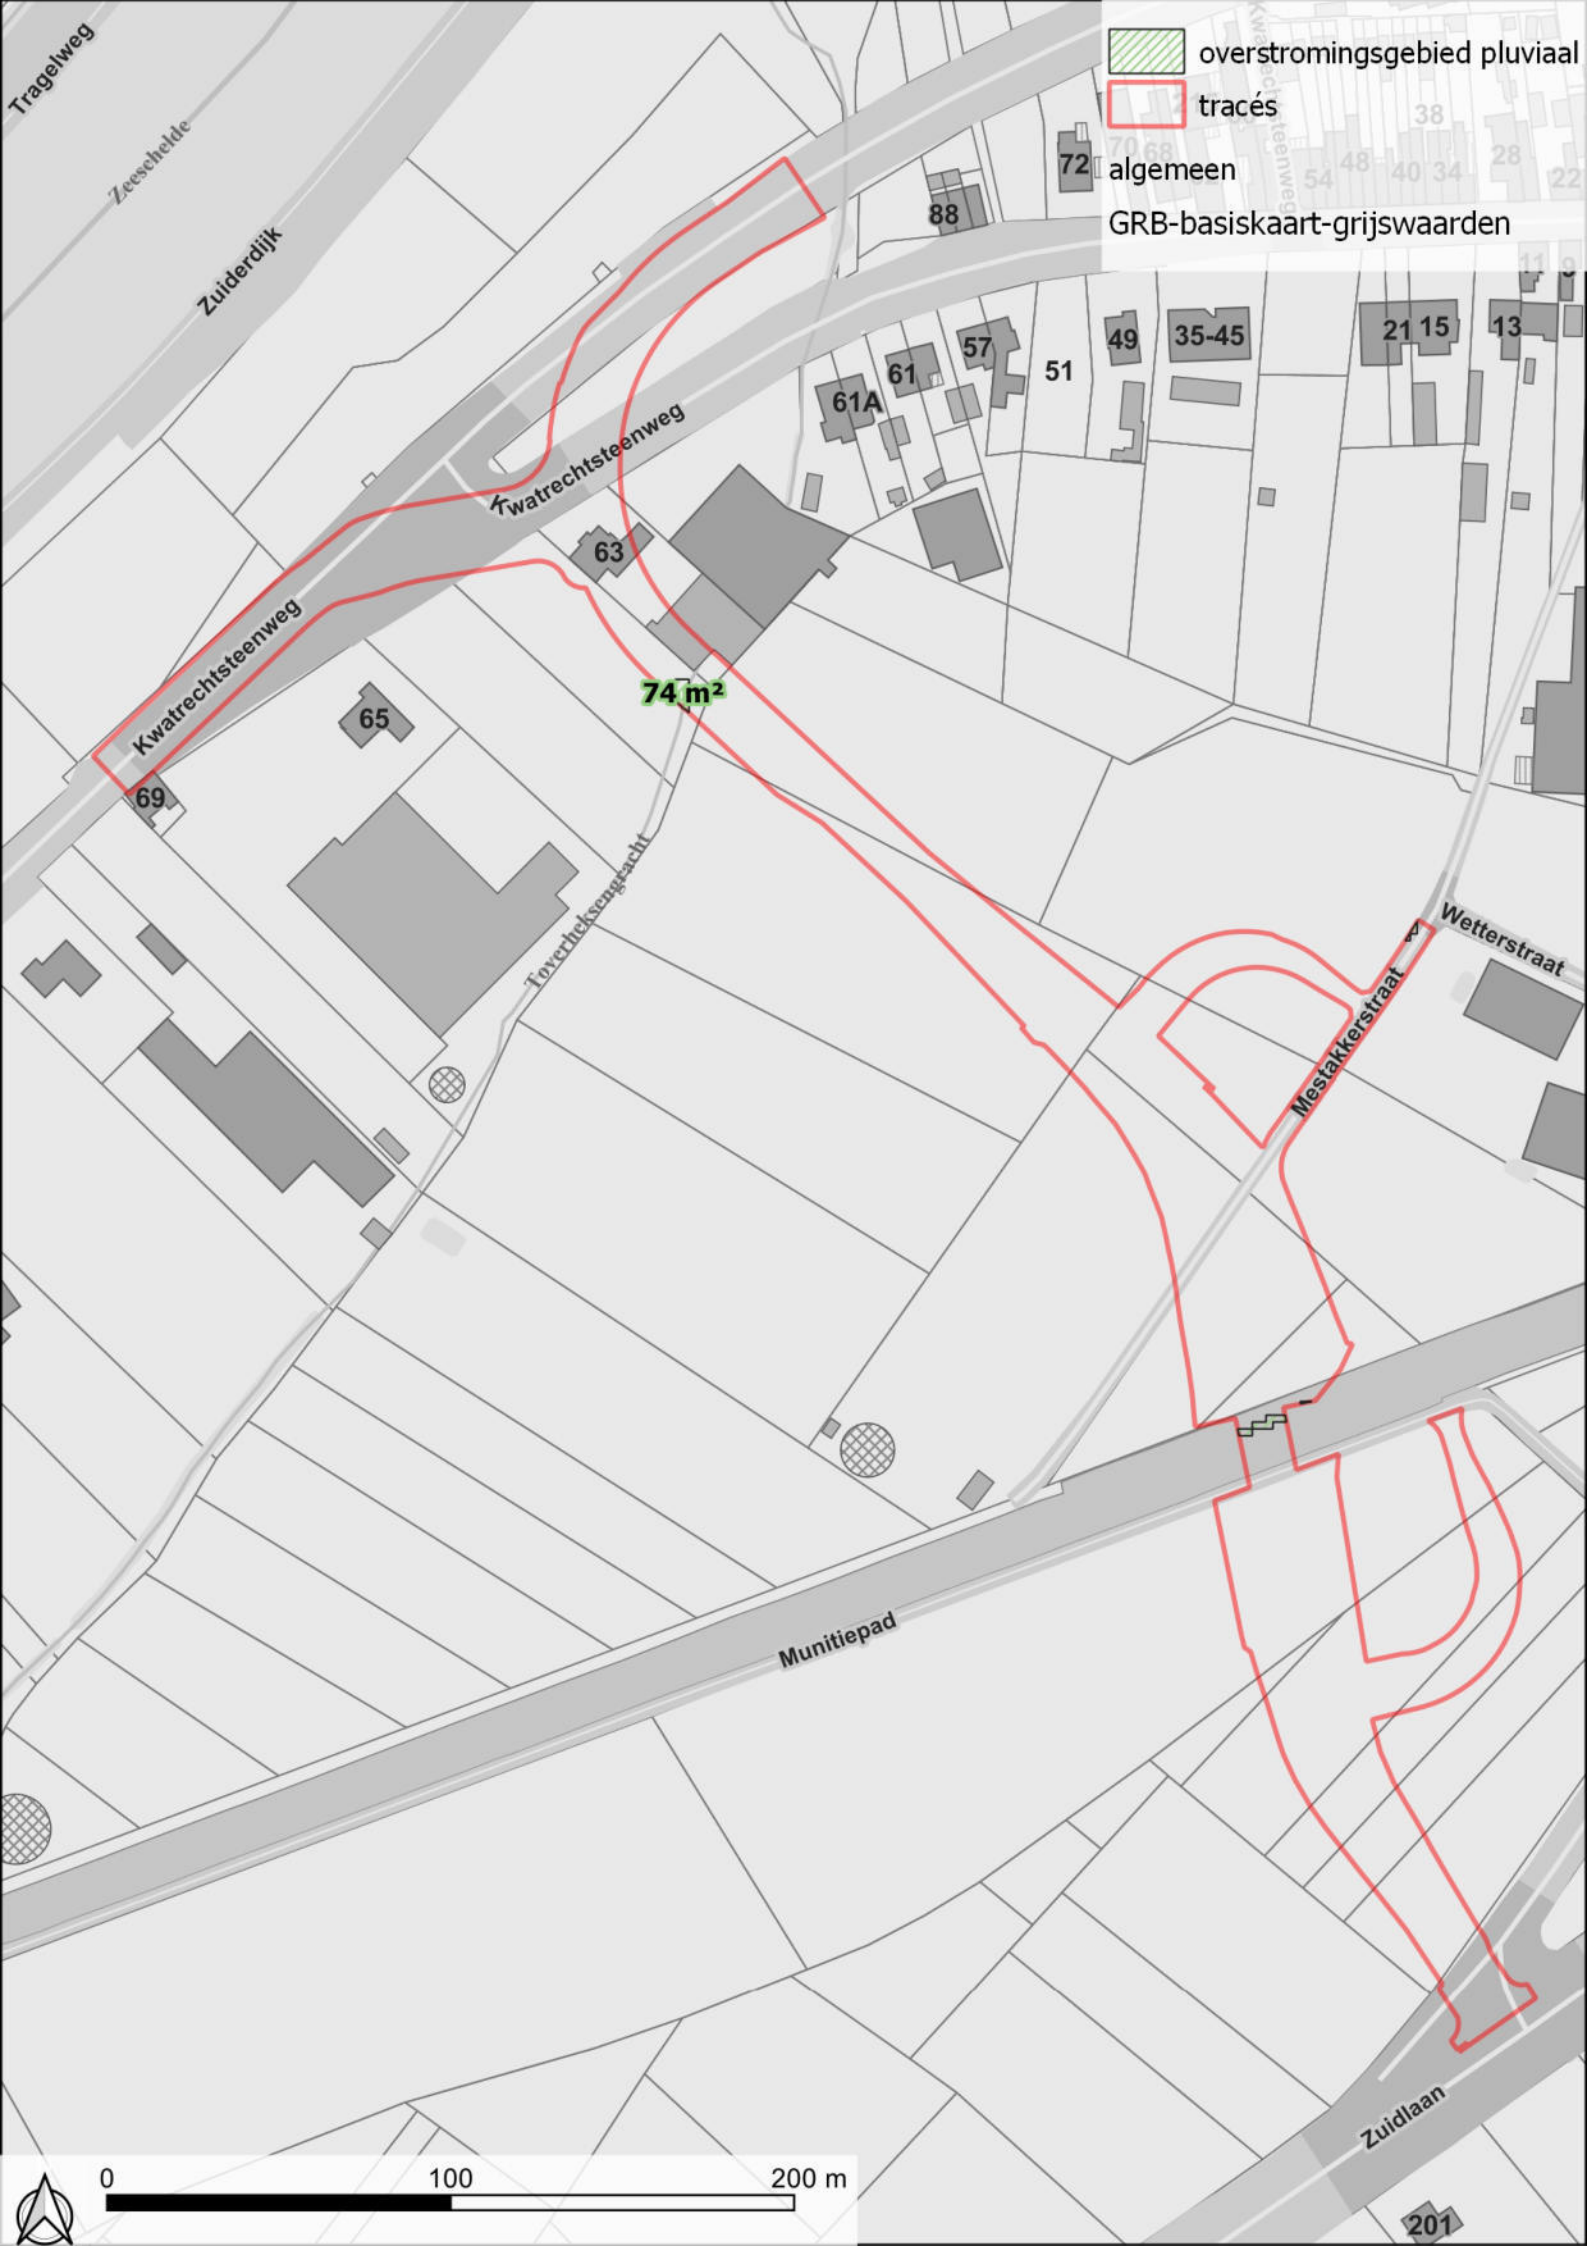 Tragelweg
Zeeschelde
Zuiderdijk
overstromingsgebied pluviaal
tracés
algemeen
GRB-basiskaart-grijswaarden
38
70
68
54
48
40
34
28
22
72
88
11
9
57
51
49
35-45
21
15
13
61
61A
Kwatrechtsteenweg
63
Kwatrechtsteenweg
74 m²
65
69
Toverheksengracht
Wetterstraat
Mestakkerstraat
Munitiepad
Zuidlaan
201
0
100
200 m